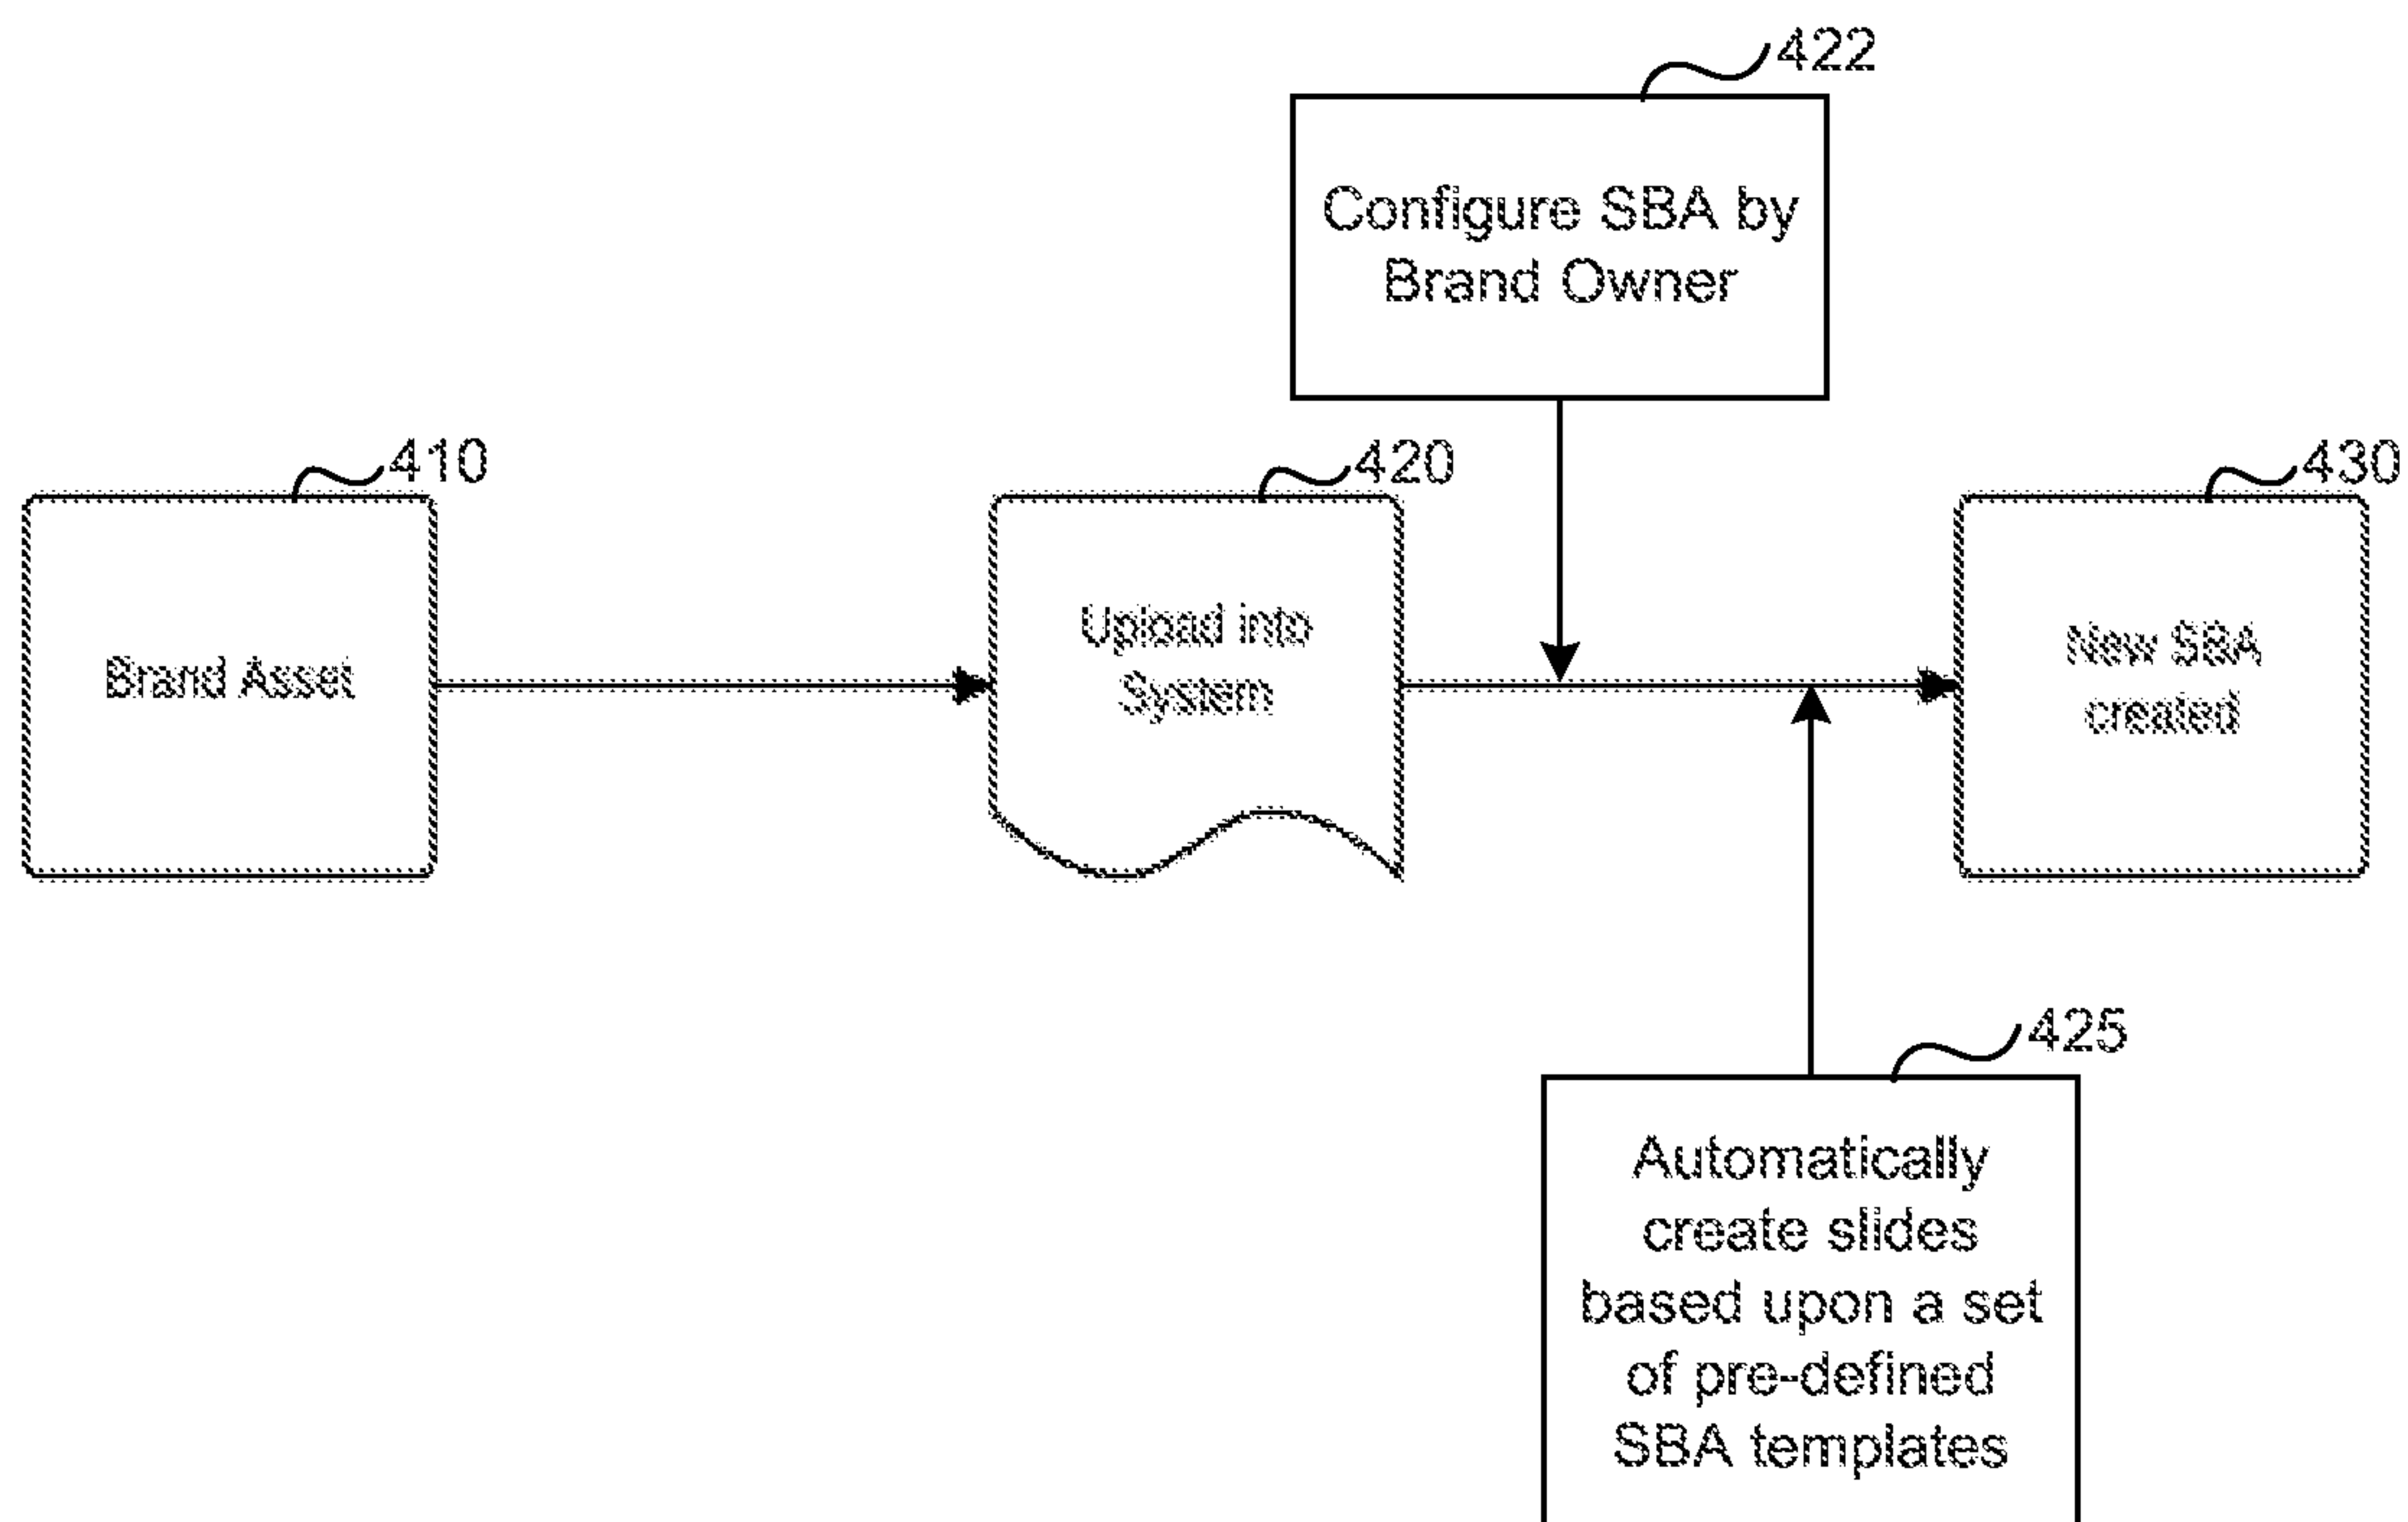 422
Configure SBA by
Brand Owner
410
420
430
Brand Asset
Upload into
System
New SBA
created
425
Automatically
create slides
based upon a set
of pre-defined
SBA templates